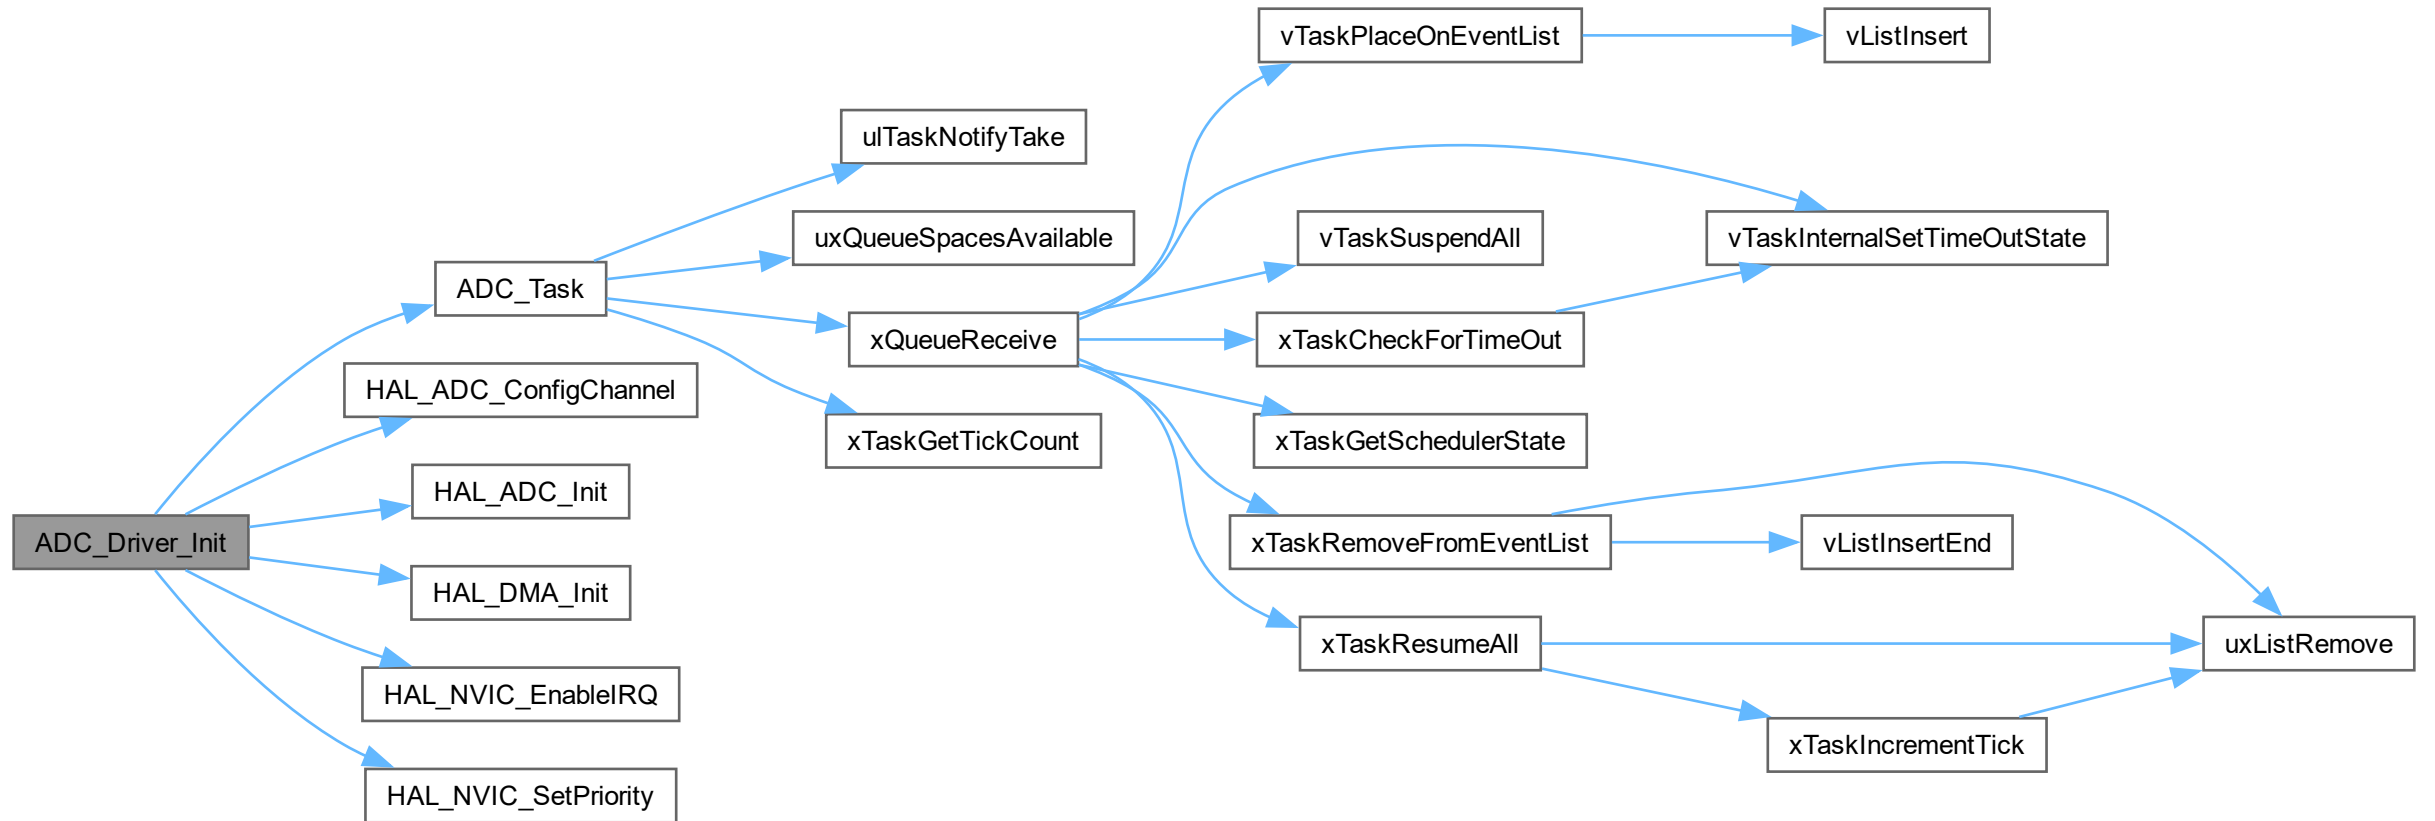 vTaskPlaceOnEventList
vListInsert
ulTaskNotifyTake
uxQueueSpacesAvailable
vTaskSuspendAll
vTaskInternalSetTimeOutState
ADC_Task
xQueueReceive
xTaskCheckForTimeOut
HAL_ADC_ConfigChannel
xTaskGetTickCount
xTaskGetSchedulerState
HAL_ADC_Init
ADC_Driver_Init
xTaskRemoveFromEventList
vListInsertEnd
HAL_DMA_Init
xTaskResumeAll
uxListRemove
HAL_NVIC_EnableIRQ
xTaskIncrementTick
HAL_NVIC_SetPriority